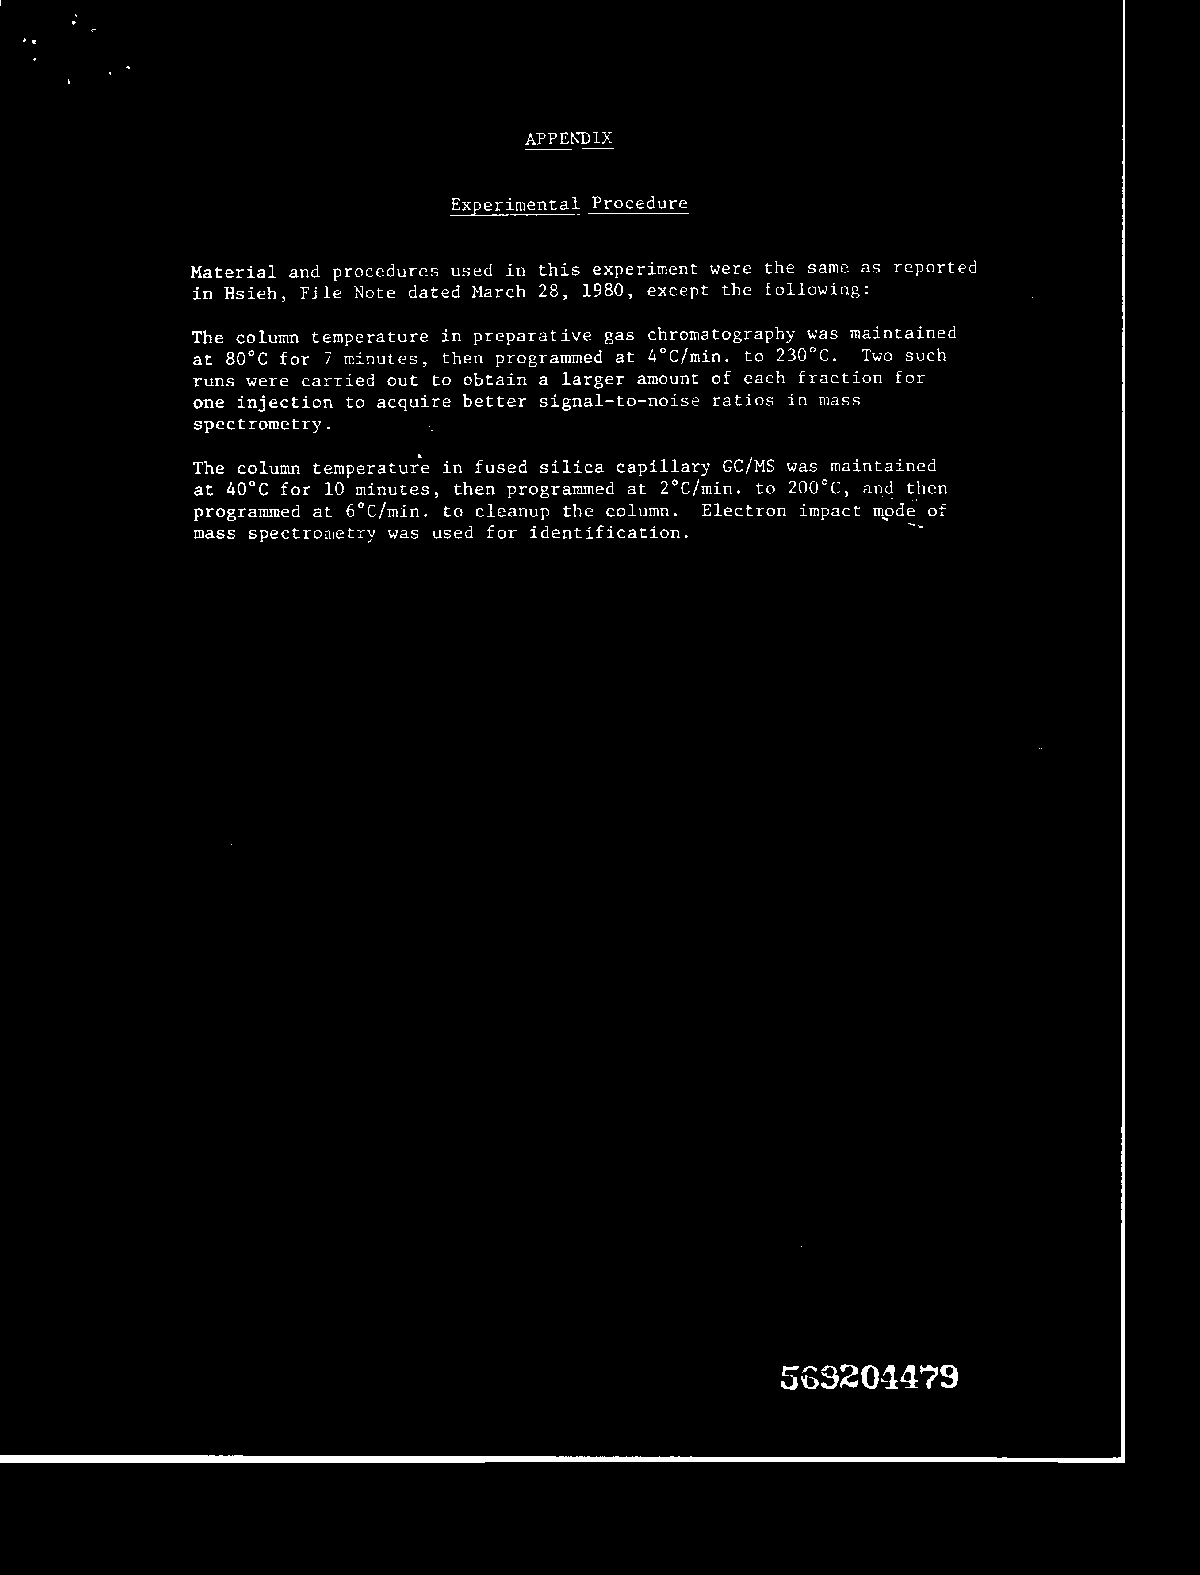 APPENDIX
Experimental Procedure
Material and procedures used in this experiment were the same as reported
in Hsieh, File Note dated March 28, 1980, except the following:
The column temperature in preparative gas chromatography was maintained
at 80°C for 7 minutes, then programmed at 4°C/min. to 230°C. Two such
runs were carried out to obtain a larger amount of each fraction for
one injection to acquire better signal-to-noise ratios in mass
spectrometry.
The column temperature in fused silica capillary GC/MS was maintained
at 40°C for 10 minutes, then programmed at 2°C/min. to 200°C, and then
programmed at 6°C/min. to cleanup the column. Electron impact mode of
mass spectrometry was used for identification.
569204479